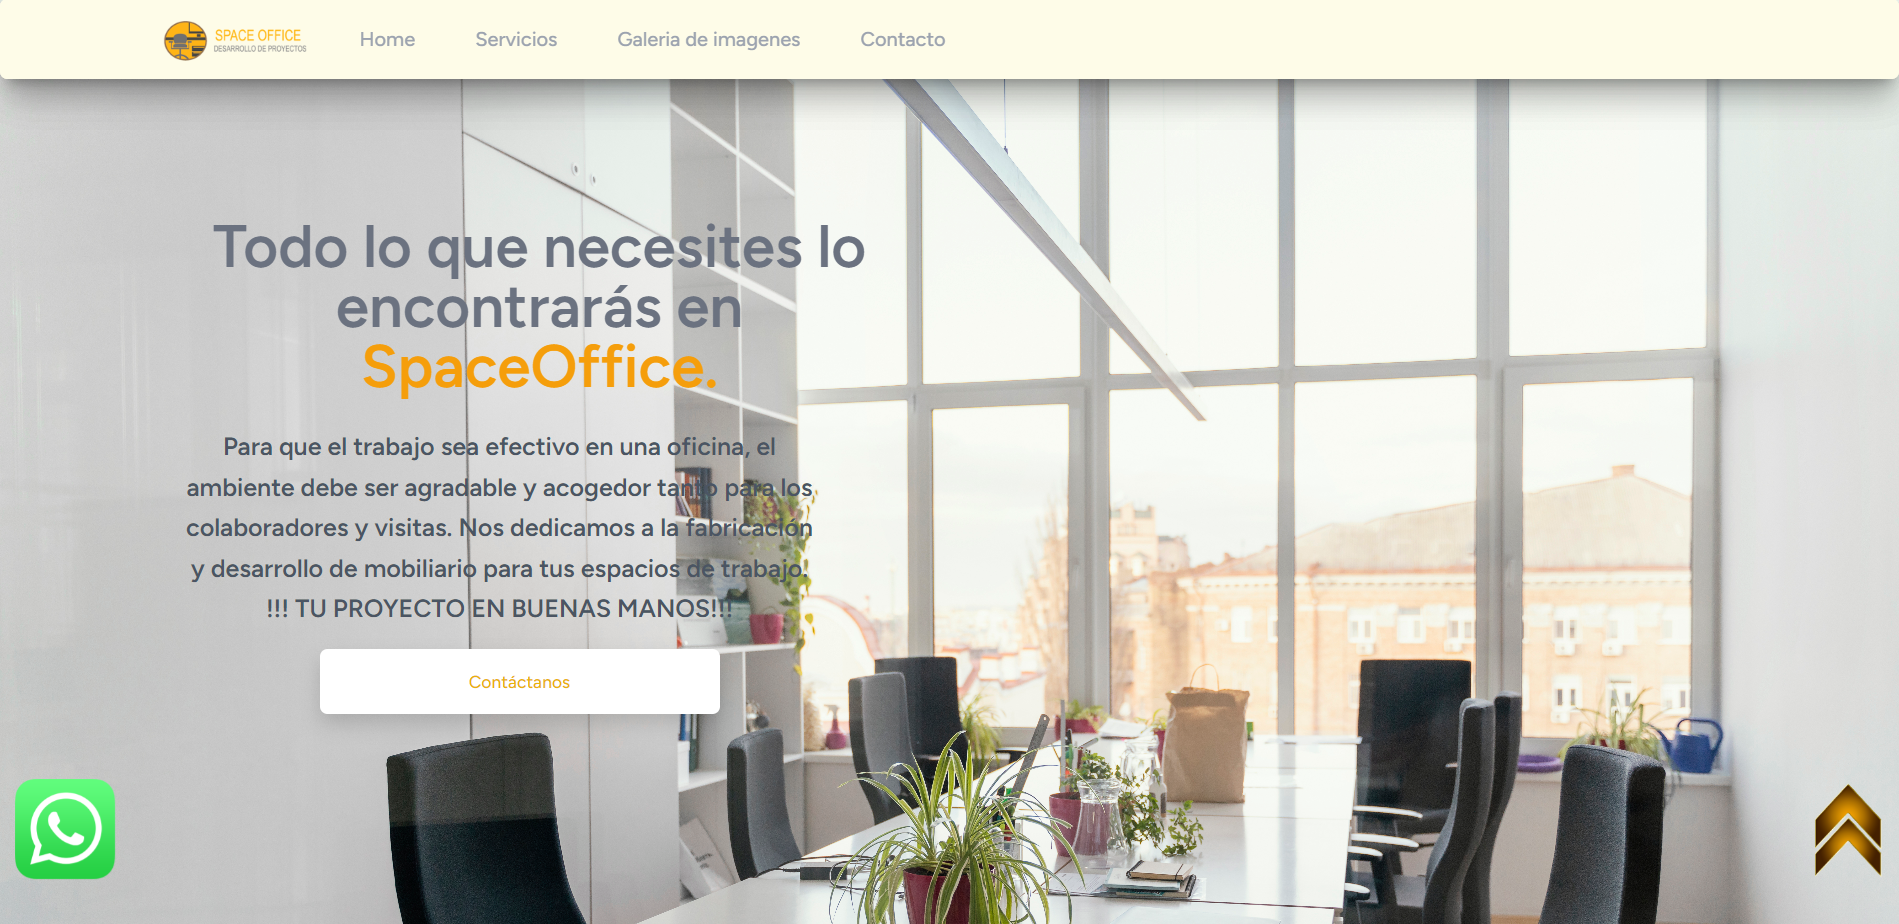 SPACE OFFICE
DESARROLLO DE PROYECTOS
Home
Servicios
Galeria de imagenes
Contacto
Todo lo que necesites lo
encontrarás en
SpaceOffice.
Para que el trabajo sea efectivo en una oficina, el
ambiente debe ser agradable y acogedor tanto para los
colaboradores y visitas. Nos dedicamos a la fabricación
y desarrollo de mobiliario para tus espacios de trabajo.
!!! TU PROYECTO EN BUENAS MANOS!!!
Contáctanos